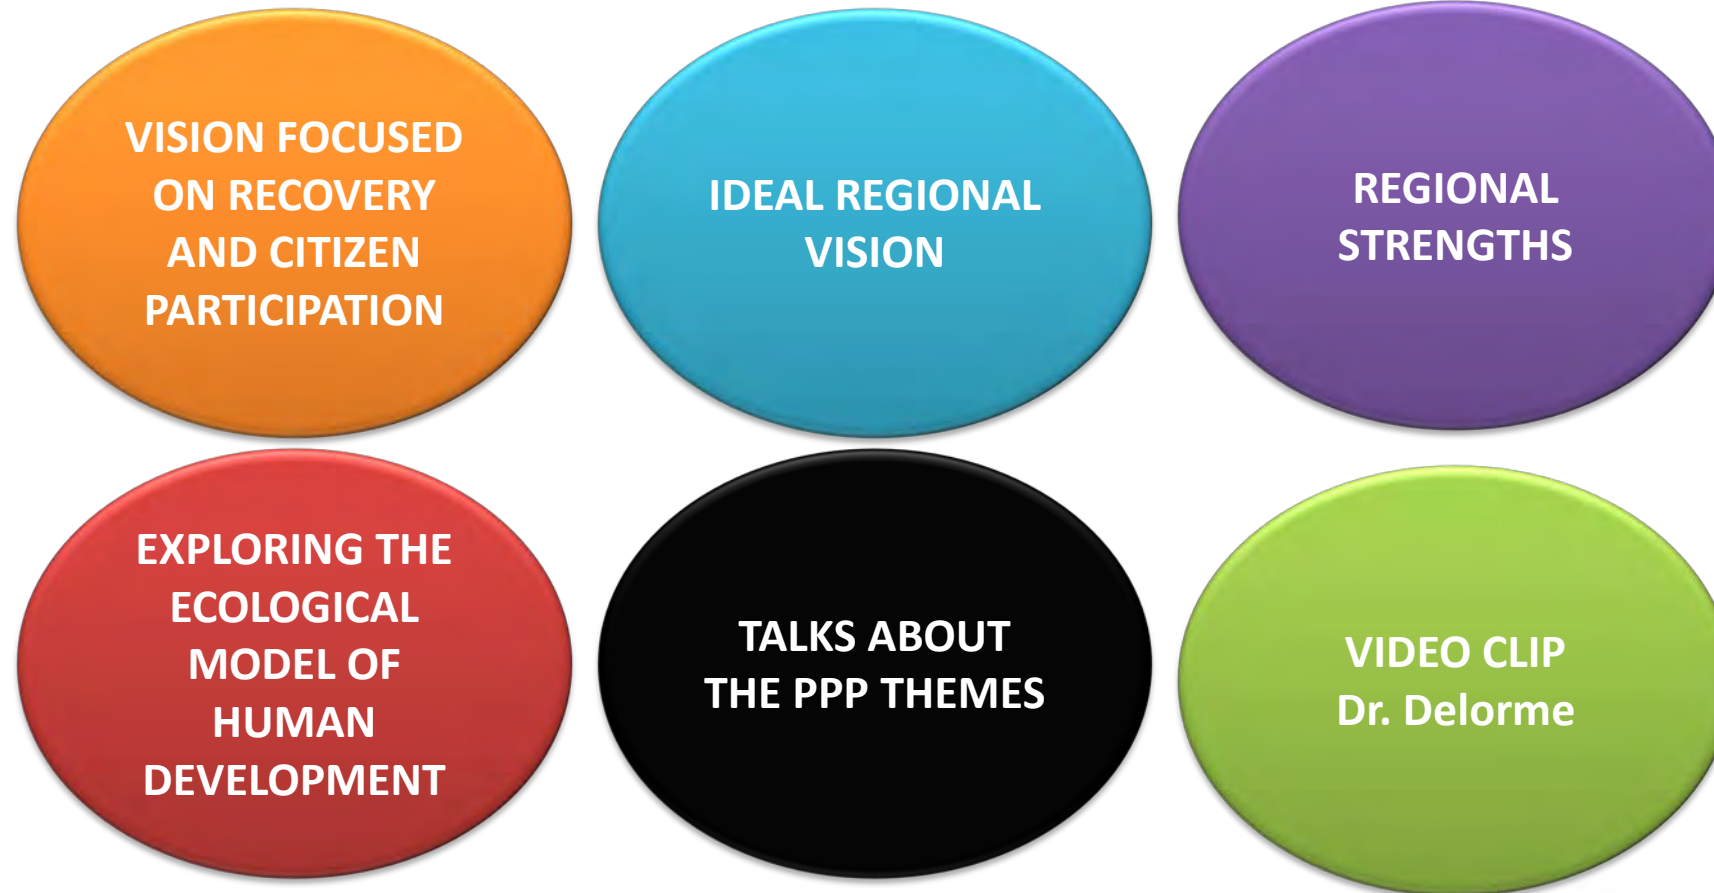 VISION FOCUSED
ON RECOVERY
AND CITIZEN
PARTICIPATION
IDEAL REGIONAL
VISION
REGIONAL
STRENGTHS
EXPLORING THE
ECOLOGICAL
MODEL OF
HUMAN
DEVELOPMENT
TALKS ABOUT
THE PPP THEMES
VIDEO CLIP
Dr. Delorme